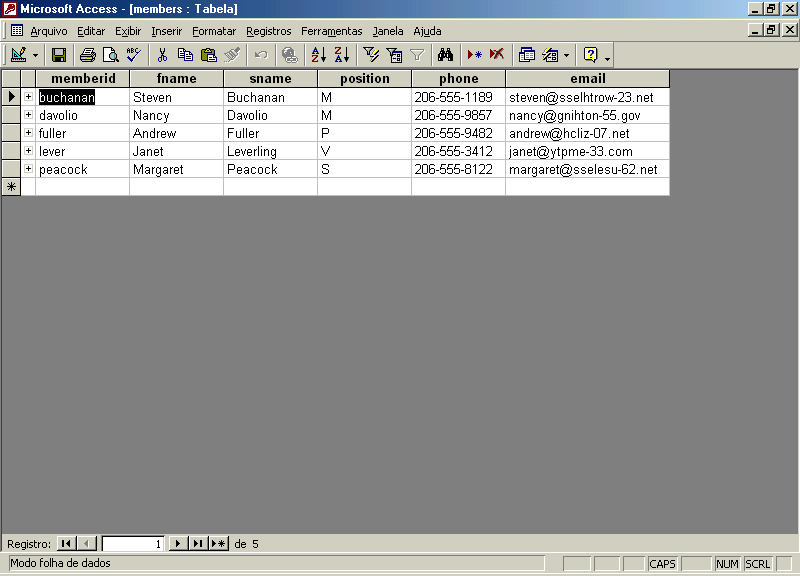 Microsoft Access - [members : Tabela]
Arquivo Editar Exibir Inserir Formatar Registros Ferramentas Janela Ajuda
memberid fname sname position phone email
buchanan Steven Buchanan M 206-555-1189 steven@sselhtrow-23.net
davolio Nancy Davolio M 206-555-9857 nancy@gnihton-55.gov
fuller Andrew Fuller P 206-555-9482 andrew@hcliz-07.net
lever Janet Leverling V 206-555-3412 janet@ytpme-33.com
peacock Margaret Peacock S 206-555-8122 margaret@sselesu-62.net
Registro: 1 de 5
Modo folha de dados CAPS NUM SCRL